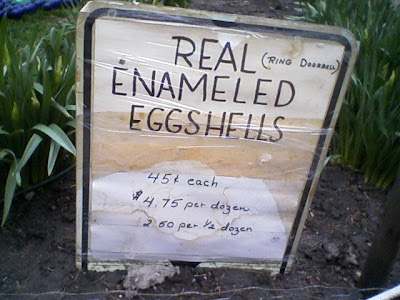 REAL (RING DOORBELL)
ENAMELED
EGGSHELLS
45¢ each
$4.75 per dozen
2.50 per ½ dozen